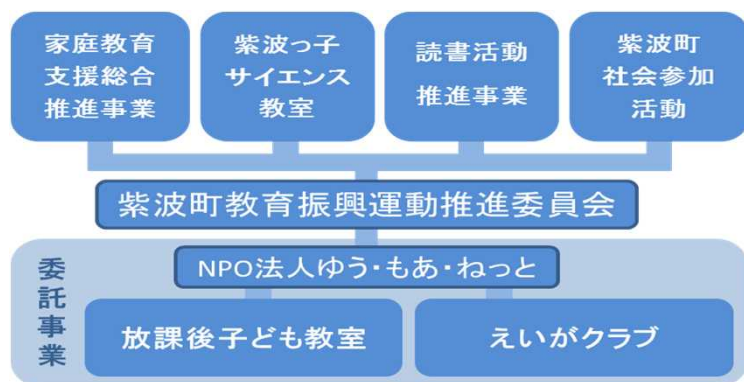 家庭教育
支援総合
推進事業
紫波っ子
サイエンス
教室
読書活動
推進事業
紫波町
社会参加
活動
紫波町教育振興運動推進委員会
委託事業
NPO法人ゆう・もあ・ねっと
放課後子ども教室
えいがクラブ